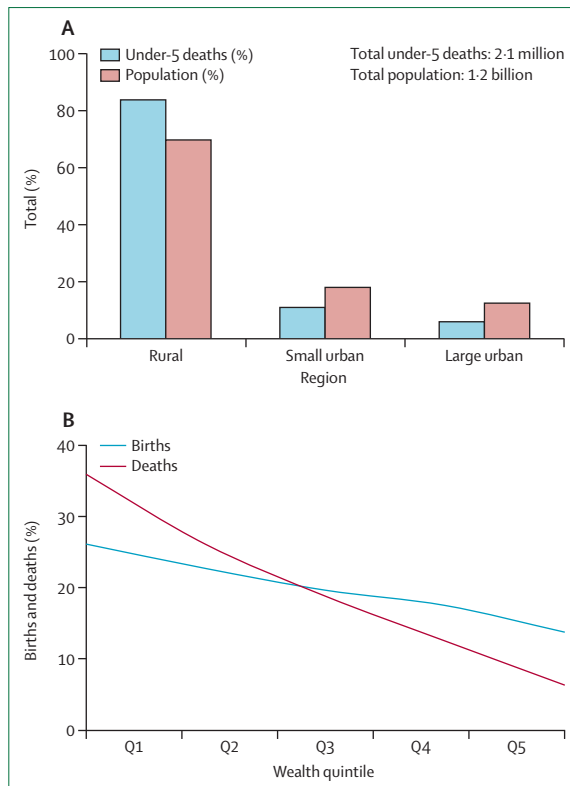 A
Under-5 deaths (%)
Population (%)
Total under-5 deaths: 2·1 million
Total population: 1·2 billion
Total (%)
100
80
60
40
20
0
Rural
Small urban
Large urban
Region
B
Births
Deaths
Births and deaths (%)
40
30
20
10
0
Q1
Q2
Q3
Q4
Q5
Wealth quintile